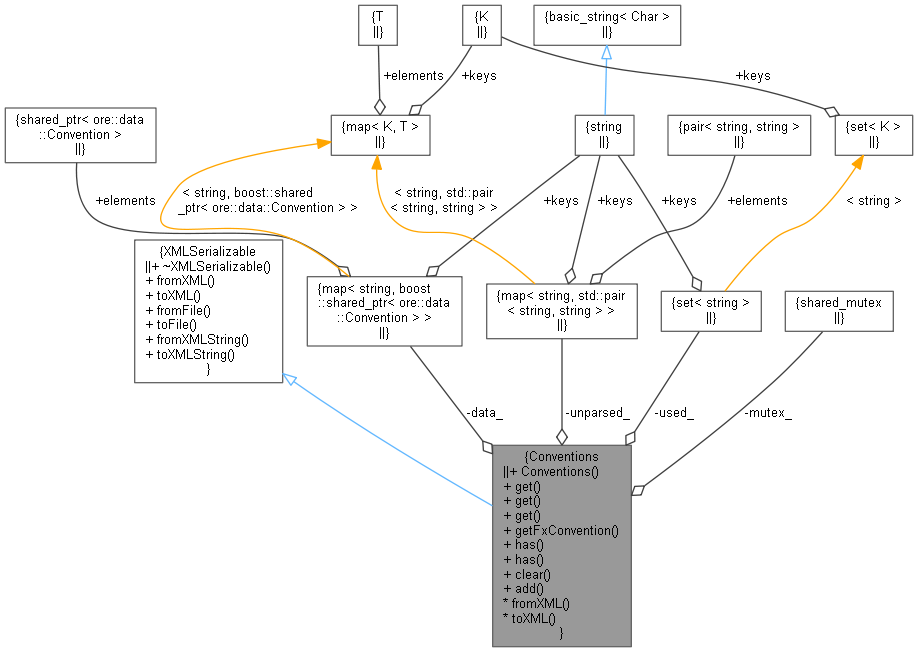 {T
||}
{K
||}
{basic_string< Char >
||}
+elements
+keys
+keys
{shared_ptr< ore::data
::Convention >
||}
{map< K, T >
||}
{string
||}
{pair< string, string >
||}
{set< K >
||}
+elements
< string, boost::shared
_ptr< ore::data::Convention > >
< string, std::pair
< string, string > >
+keys
+keys
+keys
+elements
< string >
{XMLSerializable
||+ ~XMLSerializable()
+ fromXML()
+ toXML()
+ fromFile()
+ toFile()
+ fromXMLString()
+ toXMLString()
}
{map< string, boost
::shared_ptr< ore::data
::Convention > >
||}
{map< string, std::pair
< string, string > >
||}
{set< string >
||}
{shared_mutex
||}
-data_
-unparsed_
-used_
-mutex_
{Conventions
||+ Conventions()
+ get()
+ get()
+ get()
+ getFxConvention()
+ has()
+ has()
+ clear()
+ add()
* fromXML()
* toXML()
}